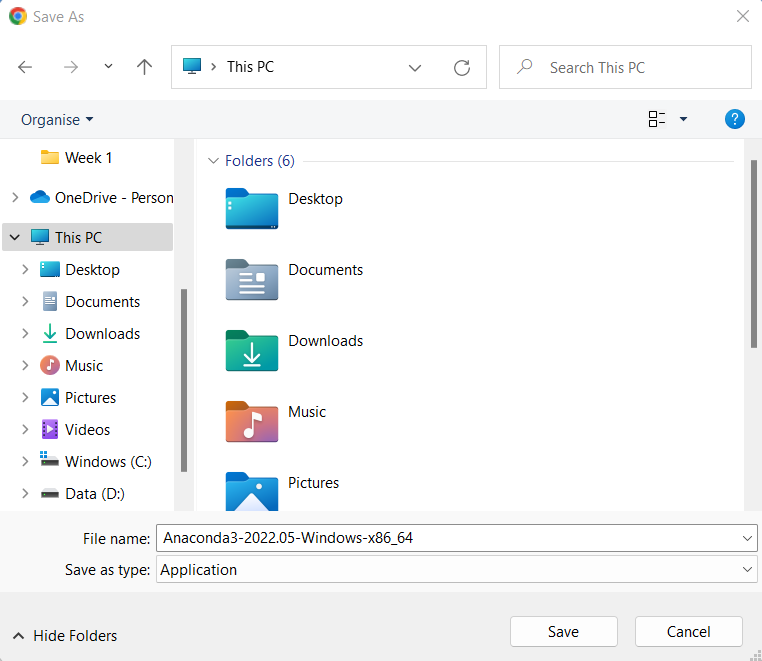 Save As
This PC
Search This PC
Organise
?
Week 1
OneDrive - Person
This PC
Desktop
Documents
Downloads
Music
Pictures
Videos
Windows (C:)
Data (D:)
Folders (6)
Desktop
Documents
Downloads
Music
Pictures
File name: Anaconda3-2022.05-Windows-x86_64
Save as type: Application
Hide Folders
Save
Cancel